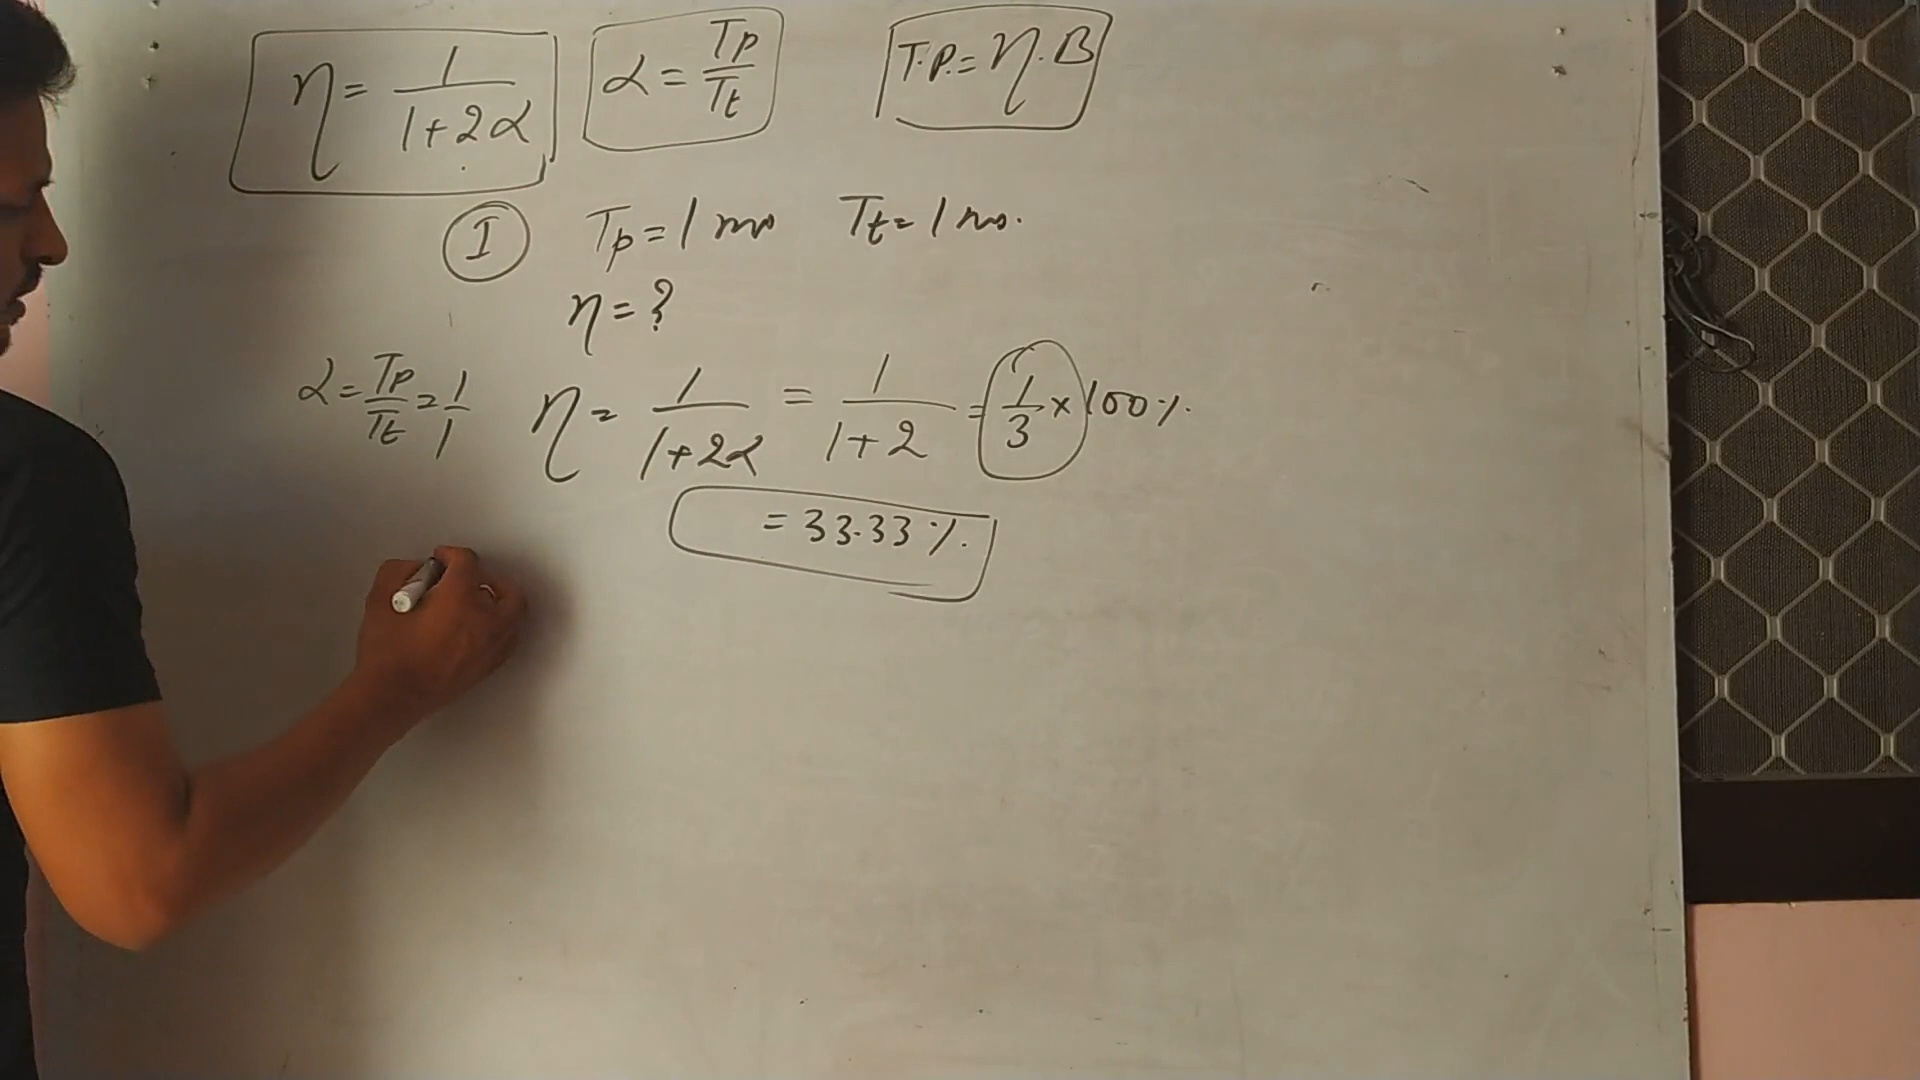 η = 1/(1+2α) α = Tp/Tt T.P. = η.B
I Tp = 1 ms Tt = 1 ms.
η = ?
α = Tp/Tt = 1/1 η = 1/(1+2α) = 1/(1+2) = 1/3 × 100%.
= 33.33%.